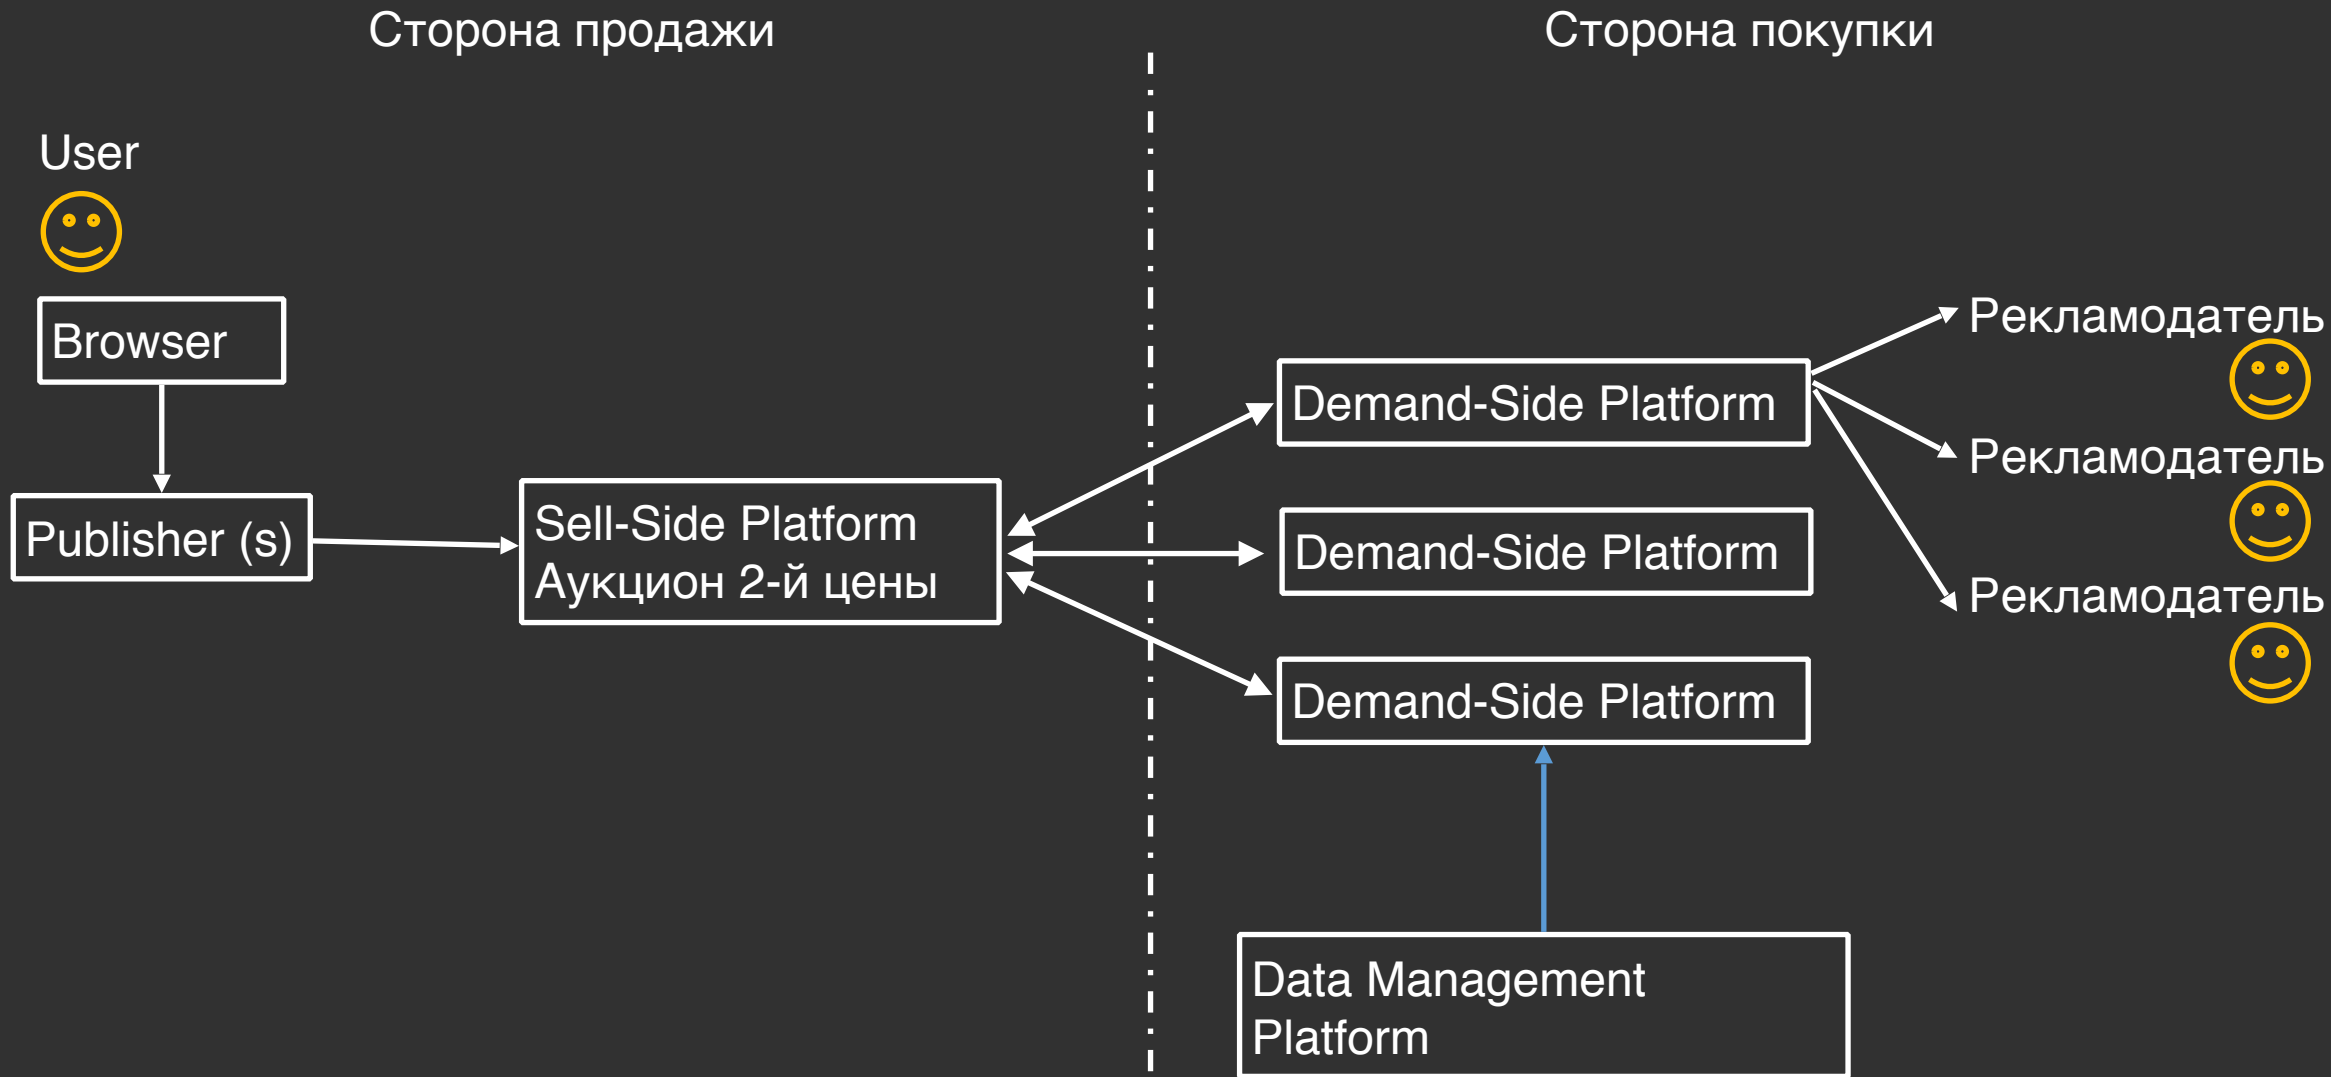 Сторона продажи
Сторона покупки
User
Browser
Publisher (s)
Sell-Side Platform
Аукцион 2-й цены
Demand-Side Platform
Demand-Side Platform
Demand-Side Platform
Рекламодатель
Рекламодатель
Рекламодатель
Data Management
Platform